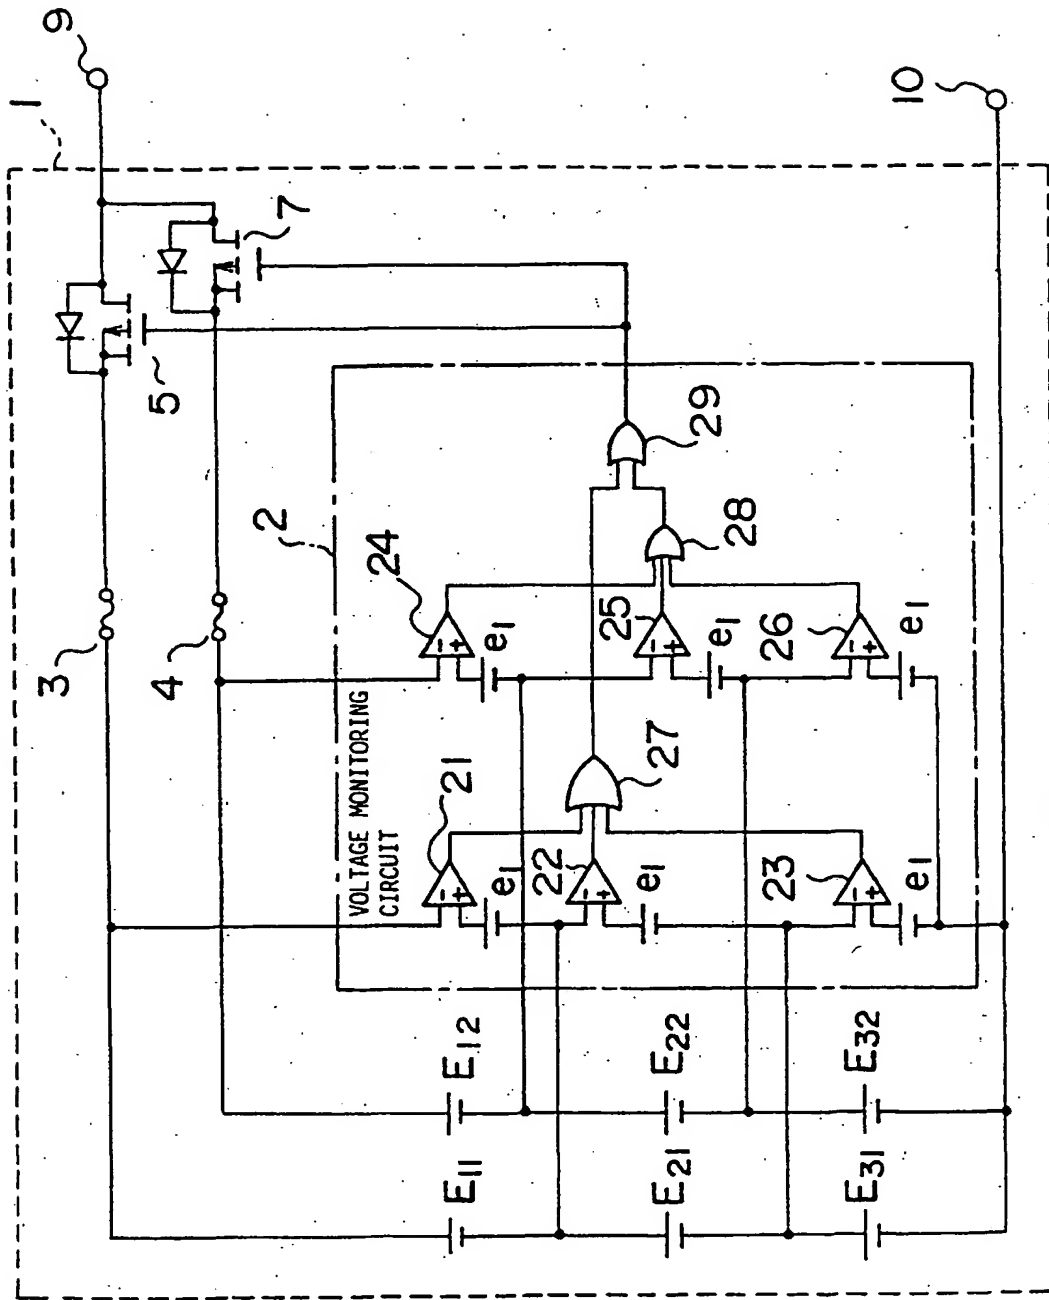 1
9
10
7
5
29
2
24
28
3
4
e1
25
e1
26
e1
VOLTAGE MONITORING
CIRCUIT
21
27
e1
22
e1
23
e1
E12
E22
E32
E11
E21
E31